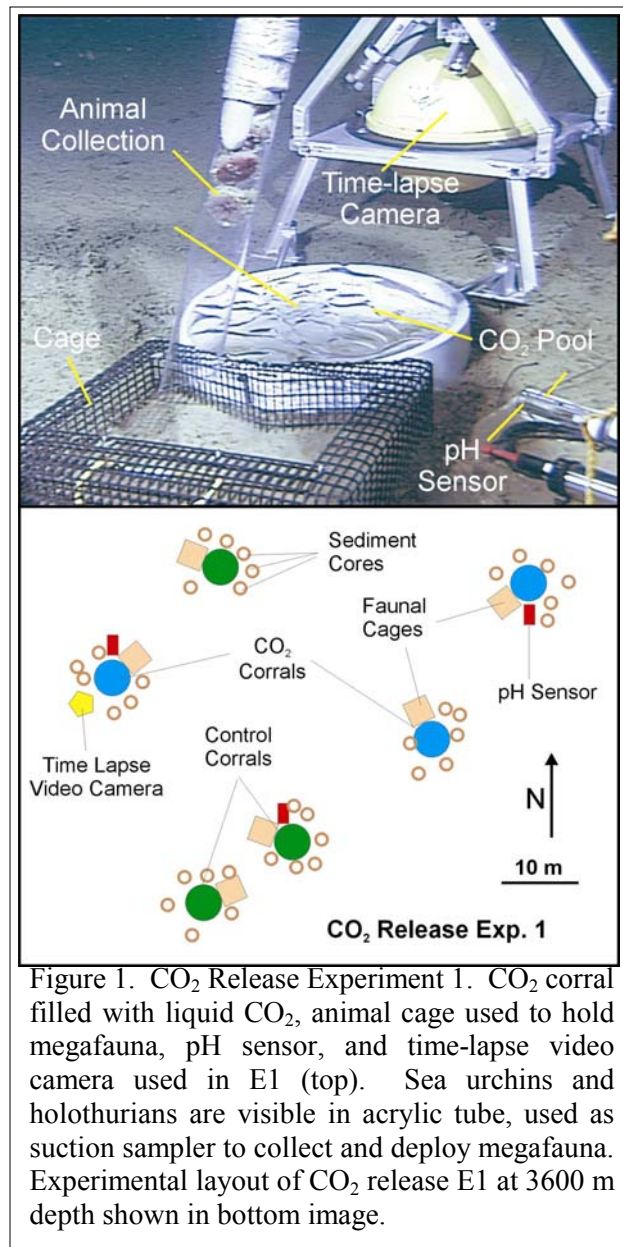 Animal
Collection
Time-lapse
Camera
Cage
CO₂ Pool
pH
Sensor
Sediment
Cores
Faunal
Cages
CO₂
Corrals
pH Sensor
Time Lapse
Video Camera
Control
Corrals
N
10 m
CO₂ Release Exp. 1
Figure 1. CO₂ Release Experiment 1. CO₂ corral
filled with liquid CO₂, animal cage used to hold
megafauna, pH sensor, and time-lapse video
camera used in E1 (top). Sea urchins and
holothurians are visible in acrylic tube, used as
suction sampler to collect and deploy megafauna.
Experimental layout of CO₂ release E1 at 3600 m
depth shown in bottom image.